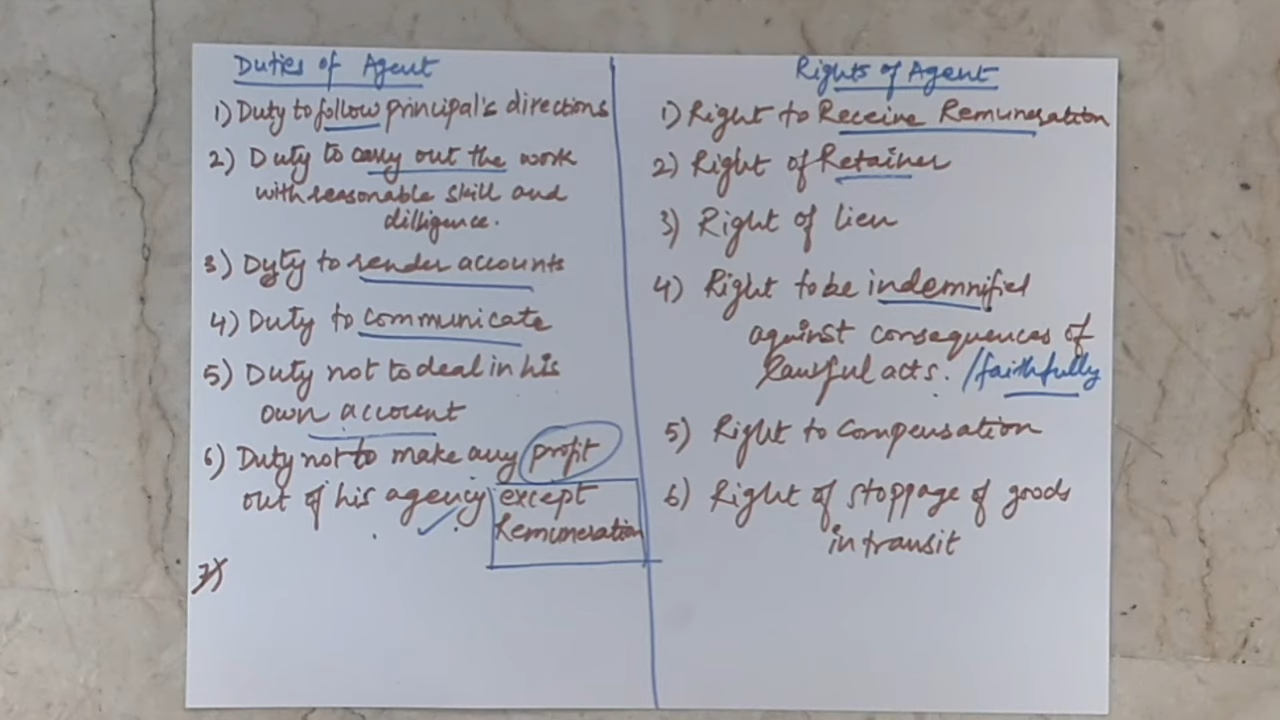 Duties of Agent
1) Duty to follow principal's directions
2) Duty to carry out the work
with reasonable skill and
dilligence.
3) Dyty to render accounts
4) Duty to communicate
5) Duty not to deal in his
own account
6) Duty not to make any profit
out of his agency except
Remuneration
7)
Rights of Agent
1) Right to Receive Remuneration
2) Right of Retainer
3) Right of lien
4) Right to be indemnified
against consequences of
lawful acts. /faithfully
5) Right to compensation
6) Right of stoppage of goods
in transit